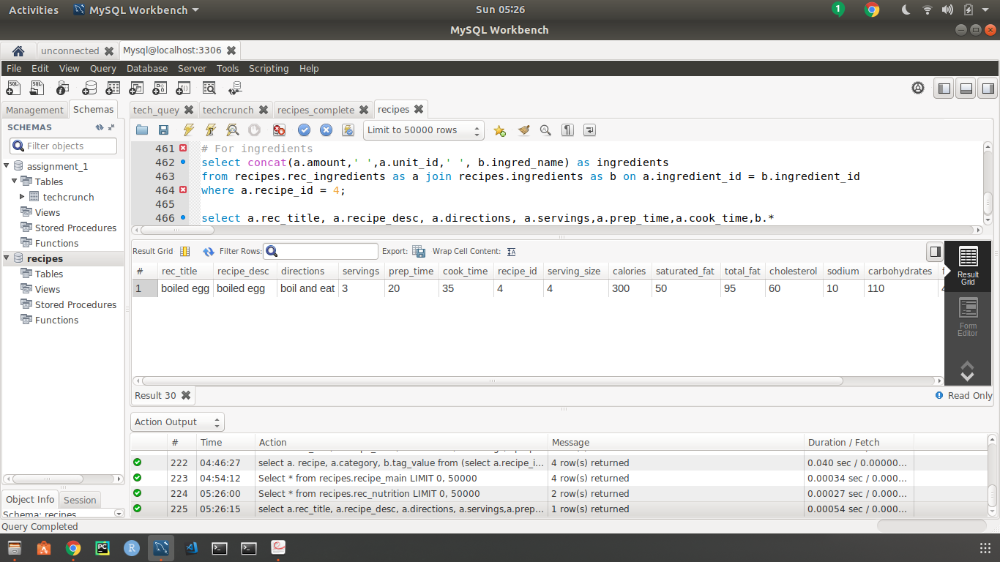 Activities MySQL Workbench Sun 05:26 1
MySQL Workbench
unconnected Mysql@localhost:3306
File Edit View Query Database Server Tools Scripting Help
Management Schemas
tech_quey techcrunch recipes_complete recipes
SCHEMAS
Filter objects
assignment_1
Tables
techcrunch
Views
Stored Procedures
Functions
recipes
Tables
Views
Stored Procedures
Functions
Object Info Session
Schema: recipes
Limit to 50000 rows
461 # For ingredients
462 select concat(a.amount,' ',a.unit_id,' ', b.ingred_name) as ingredients
463 from recipes.rec_ingredients as a join recipes.ingredients as b on a.ingredient_id = b.ingredient_id
464 where a.recipe_id = 4;
465
466 select a.rec_title, a.recipe_desc, a.directions, a.servings,a.prep_time,a.cook_time,b.*
Result Grid Filter Rows: Export: Wrap Cell Content:
# rec_title recipe_desc directions servings prep_time cook_time recipe_id serving_size calories saturated_fat total_fat cholesterol sodium carbohydrates
1 boiled egg boiled egg boil and eat 3 20 35 4 4 300 50 95 60 10 110
Result Grid
Form Editor
Result 30 Read Only
Action Output
# Time Action Message Duration / Fetch
222 04:46:27 select a. recipe, a.category, b.tag_value from (select a.recipe_i... 4 row(s) returned 0.040 sec / 0.00000...
223 04:54:12 Select * from recipes.recipe_main LIMIT 0, 50000 4 row(s) returned 0.00034 sec / 0.000...
224 05:26:00 Select * from recipes.rec_nutrition LIMIT 0, 50000 2 row(s) returned 0.00027 sec / 0.000...
225 05:26:15 select a.rec_title, a.recipe_desc, a.directions, a.servings,a.prep... 1 row(s) returned 0.00054 sec / 0.000...
Query Completed